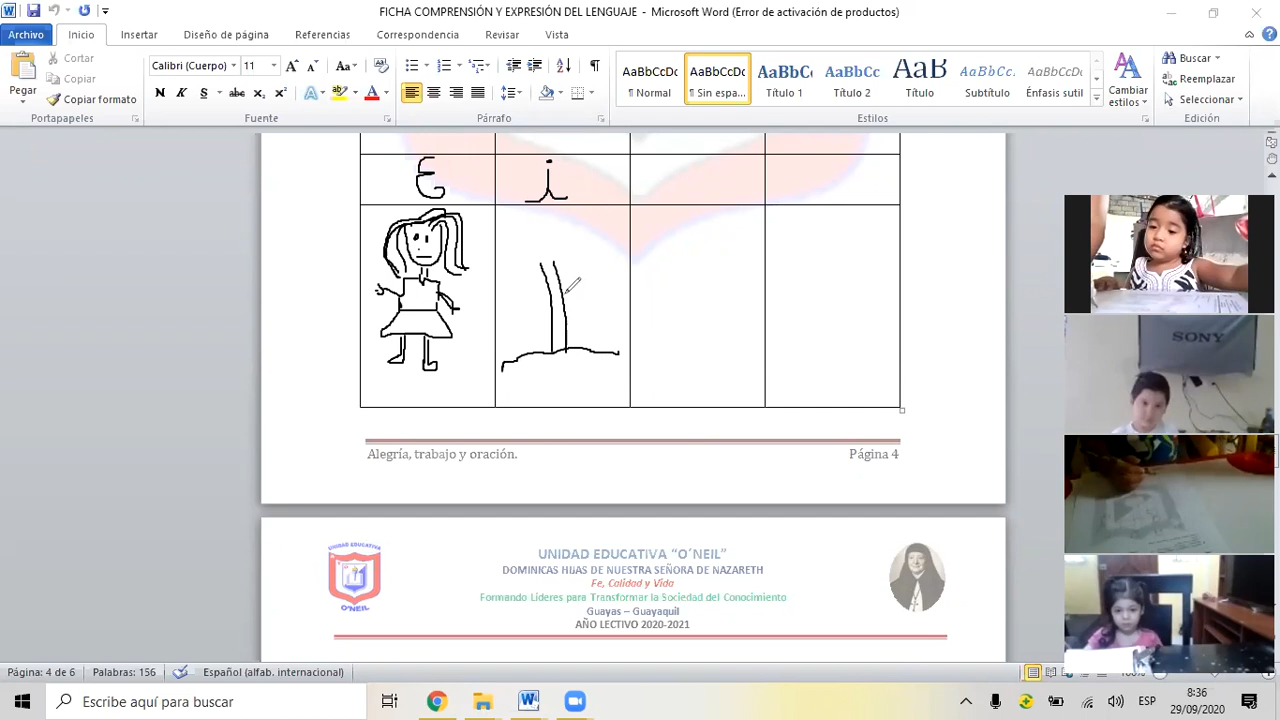 FICHA COMPRENSIÓN Y EXPRESIÓN DEL LENGUAJE - Microsoft Word (Error de activación de productos)
Archivo Inicio Insertar Diseño de página Referencias Correspondencia Revisar Vista
Cortar
Copiar
Copiar formato
Pegar
Portapapeles
Calibri (Cuerpo) 11
Fuente
Párrafo
AaBbCcDc AaBbCcDc AaBbCc AaBbCc AaB AaBbCcDc AaBbCcDc
¶ Normal ¶ Sin espa... Título 1 Título 2 Título Subtítulo Énfasis sutil
Cambiar estilos
Estilos
Buscar
Reemplazar
Seleccionar
Edición
E i
Alegría, trabajo y oración. Página 4
UNIDAD EDUCATIVA “O´NEIL”
DOMINICAS HIJAS DE NUESTRA SEÑORA DE NAZARETH
Fe, Calidad y Vida
Formando Líderes para Transformar la Sociedad del Conocimiento
Guayas – Guayaquil
AÑO LECTIVO 2020-2021
UNIDAD EDUCATIVA
O'NEIL
SONY
Página: 4 de 6 Palabras: 156 Español (alfab. internacional) 100%
Escribe aquí para buscar
ESP
8:36
29/09/2020